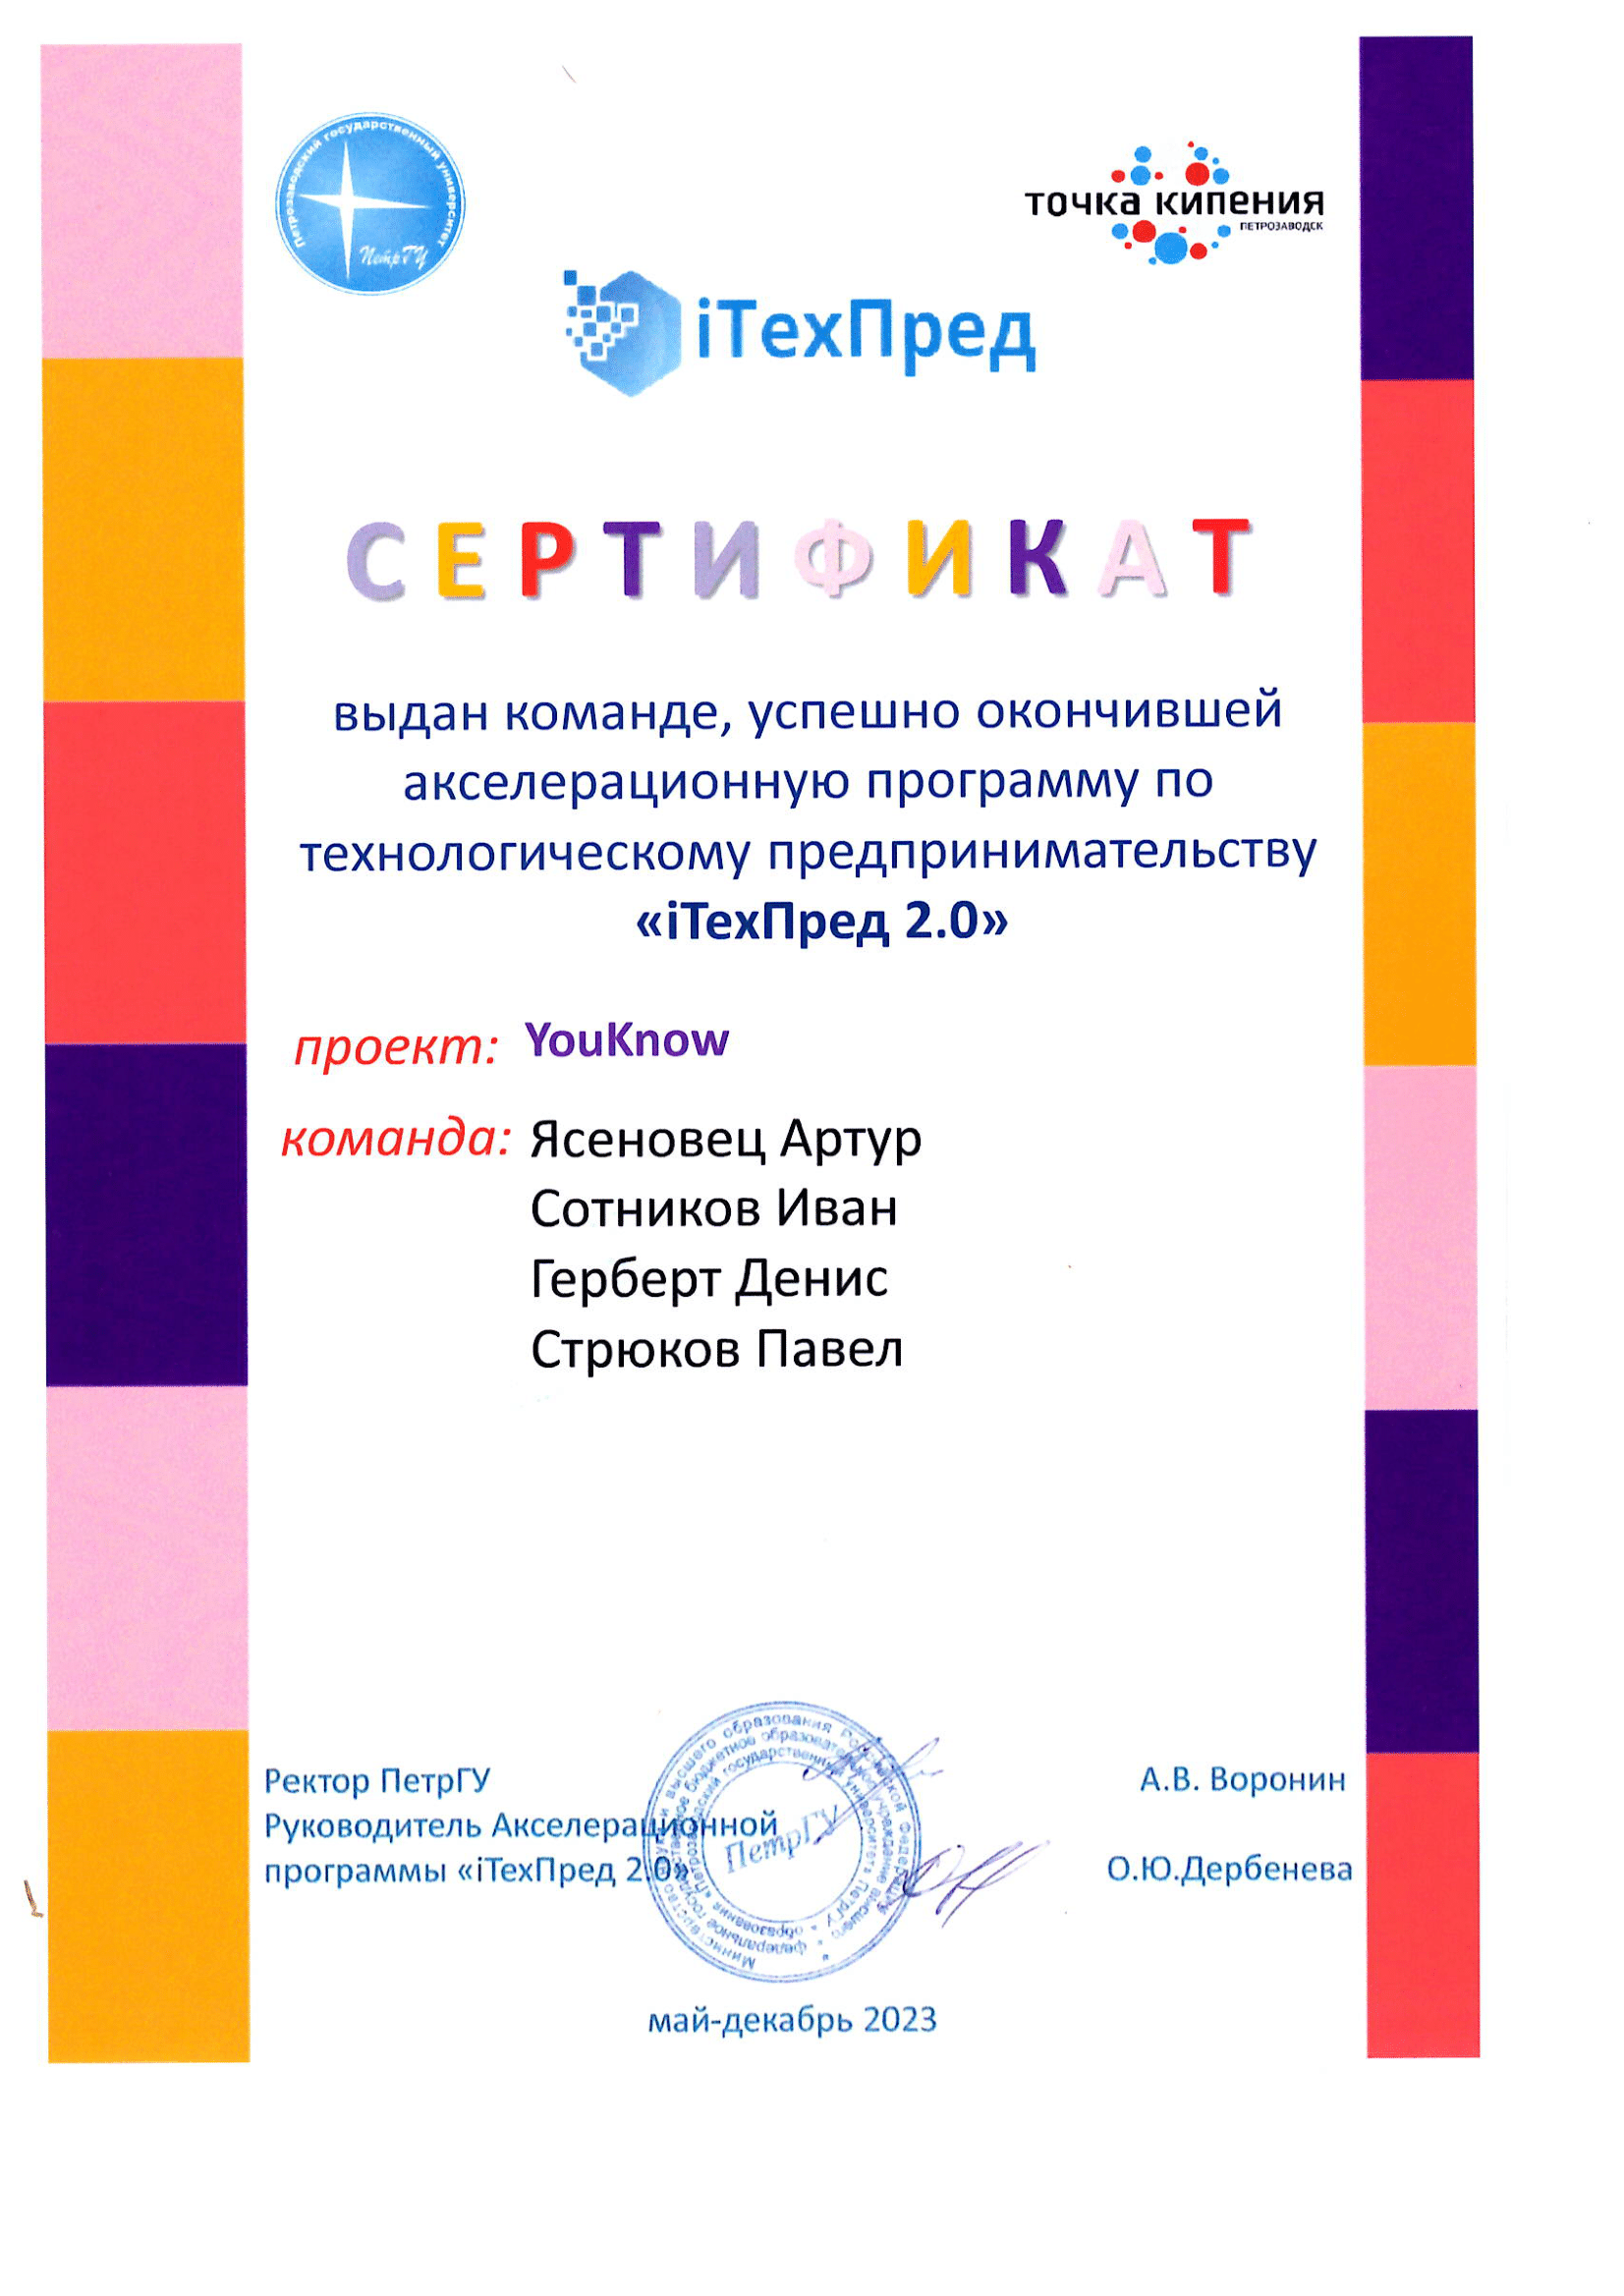 Петрозаводский государственный университет
ПетрГУ
точка кипения
ПЕТРОЗАВОДСК
iТехПред
СЕРТИФИКАТ
выдан команде, успешно окончившей
акселерационную программу по
технологическому предпринимательству
«iТехПред 2.0»
проект: YouKnow
команда: Ясеновец Артур
Сотников Иван
Герберт Денис
Стрюков Павел
Ректор ПетрГУ
А.В. Воронин
Руководитель Акселерационной
программы «iТехПред 2.0»
О.Ю.Дербенева
ПетрГУ
май-декабрь 2023